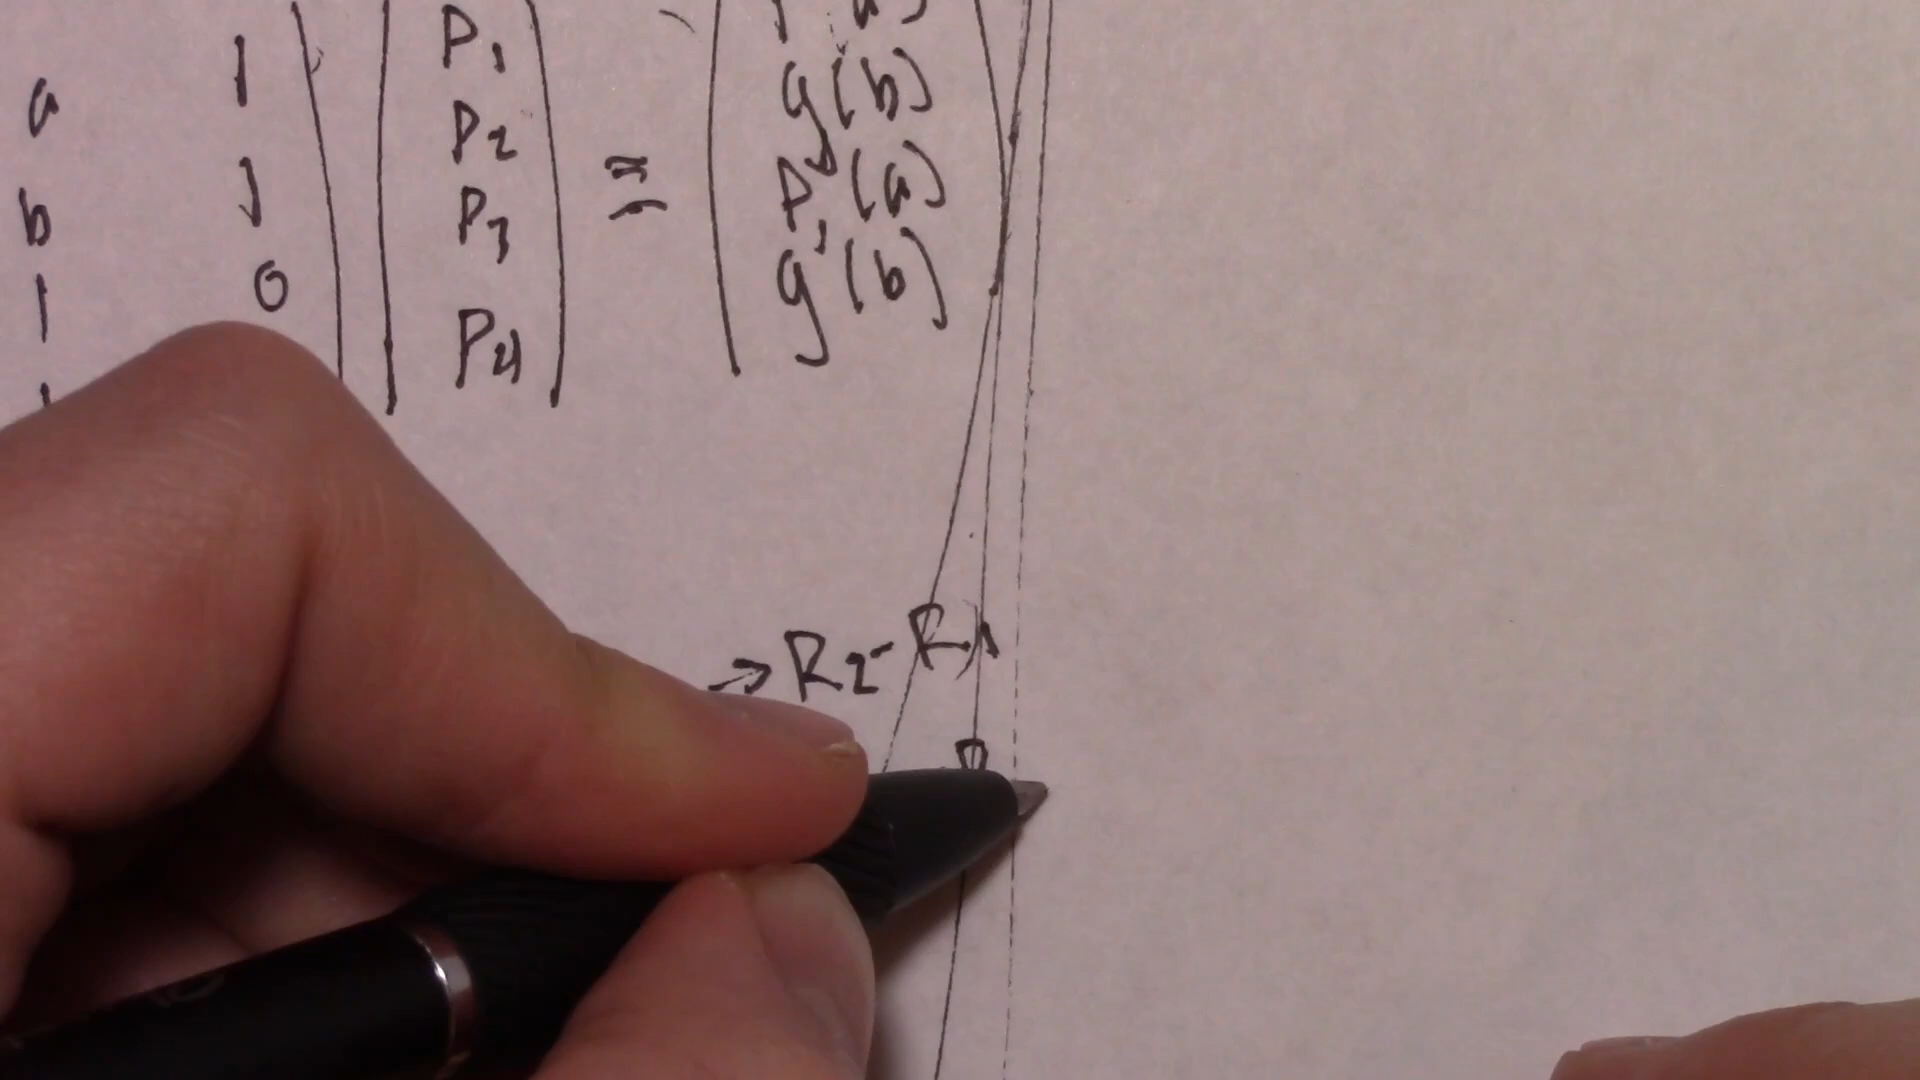 1 P1 (a)
a P2 g(b)
b 1 P3 = P'(a)
1 0 P4 g'(b)
→ R2 - R1